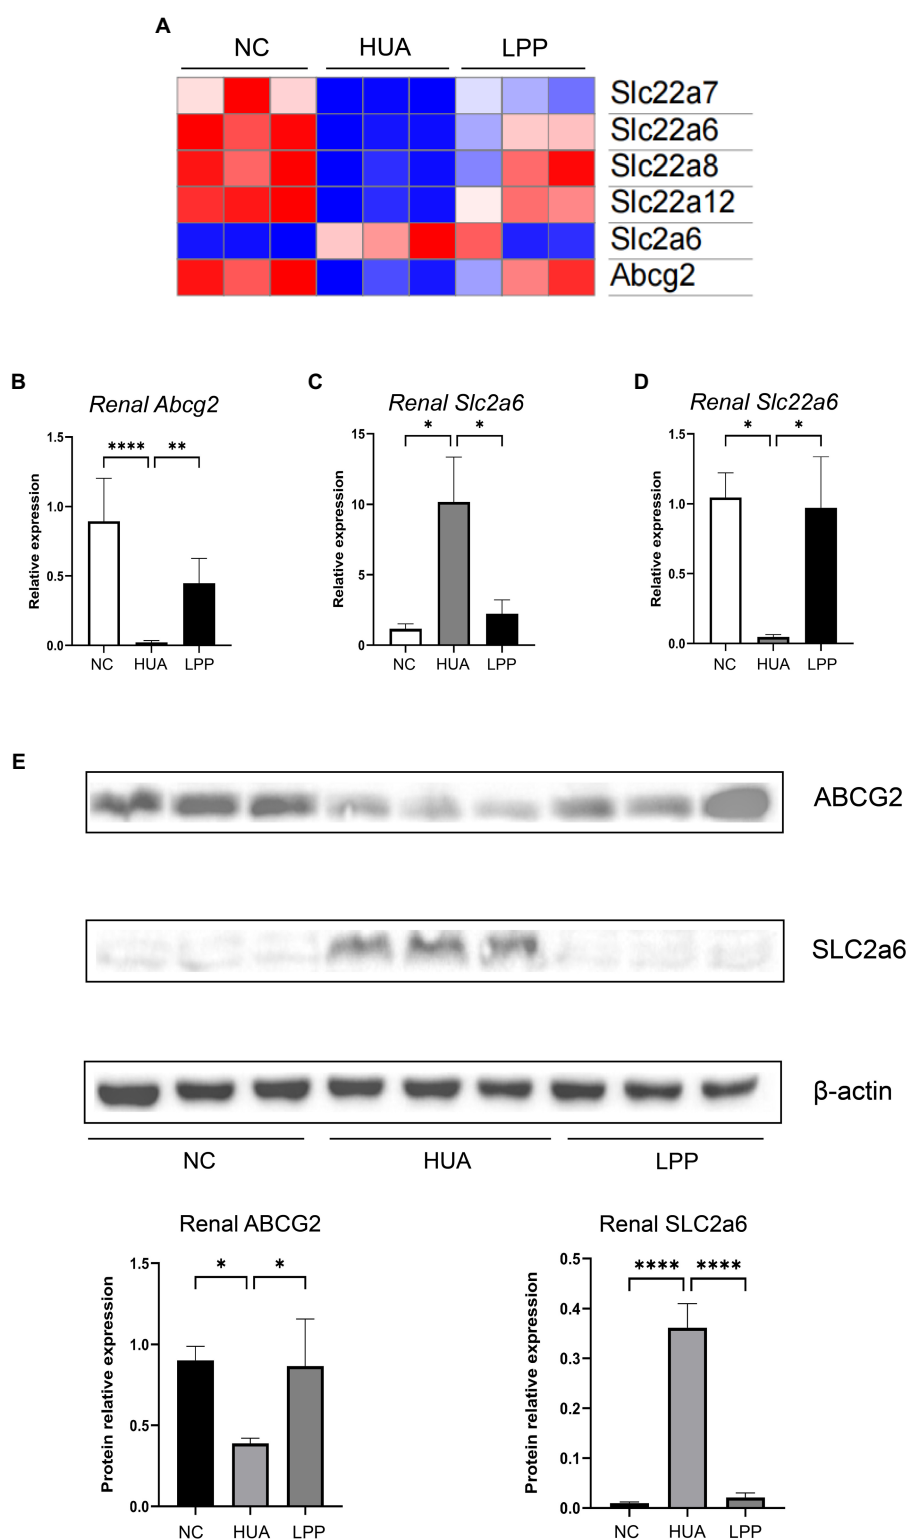 A
NC HUA LPP
Slc22a7
Slc22a6
Slc22a8
Slc22a12
Slc2a6
Abcg2
B
Renal Abcg2
**** **
Relative expression
1.5
1.0
0.5
0.0
NC HUA LPP
C
Renal Slc2a6
* *
Relative expression
15
10
5
0
NC HUA LPP
D
Renal Slc22a6
* *
Relative expression
1.5
1.0
0.5
0.0
NC HUA LPP
E
ABCG2
SLC2a6
β-actin
NC HUA LPP
Renal ABCG2
* *
Protein relative expression
1.5
1.0
0.5
0.0
NC HUA LPP
Renal SLC2a6
**** ****
Protein relative expression
0.5
0.4
0.3
0.2
0.1
0.0
NC HUA LPP